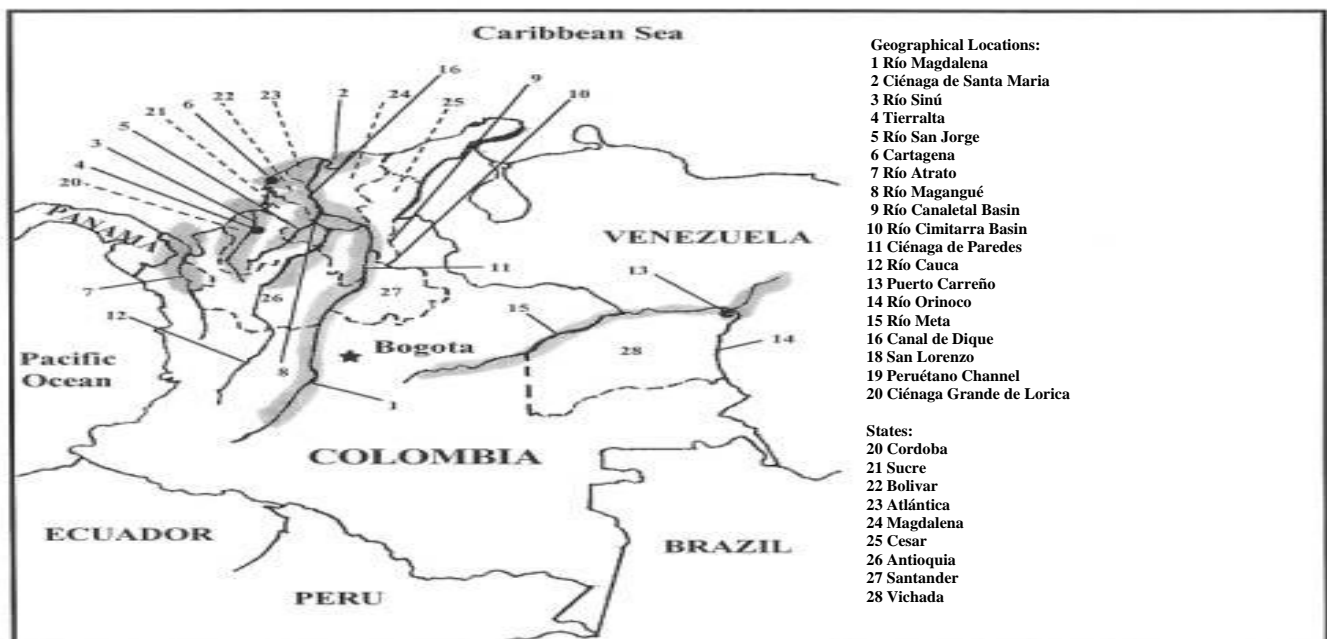 Caribbean Sea
16
9
6
22
23
2
24
10
21
25
5
3
4
20
PANAMA
VENEZUELA
7
11
13
26
27
12
15
Pacific
Ocean
Bogota
28
14
8
1
COLOMBIA
ECUADOR
BRAZIL
PERU
Geographical Locations:
1 Río Magdalena
2 Ciénaga de Santa Maria
3 Río Sinú
4 Tierralta
5 Río San Jorge
6 Cartagena
7 Río Atrato
8 Río Magangué
9 Río Canaletal Basin
10 Río Cimitarra Basin
11 Ciénaga de Paredes
12 Río Cauca
13 Puerto Carreño
14 Río Orinoco
15 Río Meta
16 Canal de Dique
18 San Lorenzo
19 Peruétano Channel
20 Ciénaga Grande de Lorica
States:
20 Cordoba
21 Sucre
22 Bolivar
23 Atlántica
24 Magdalena
25 Cesar
26 Antioquia
27 Santander
28 Vichada